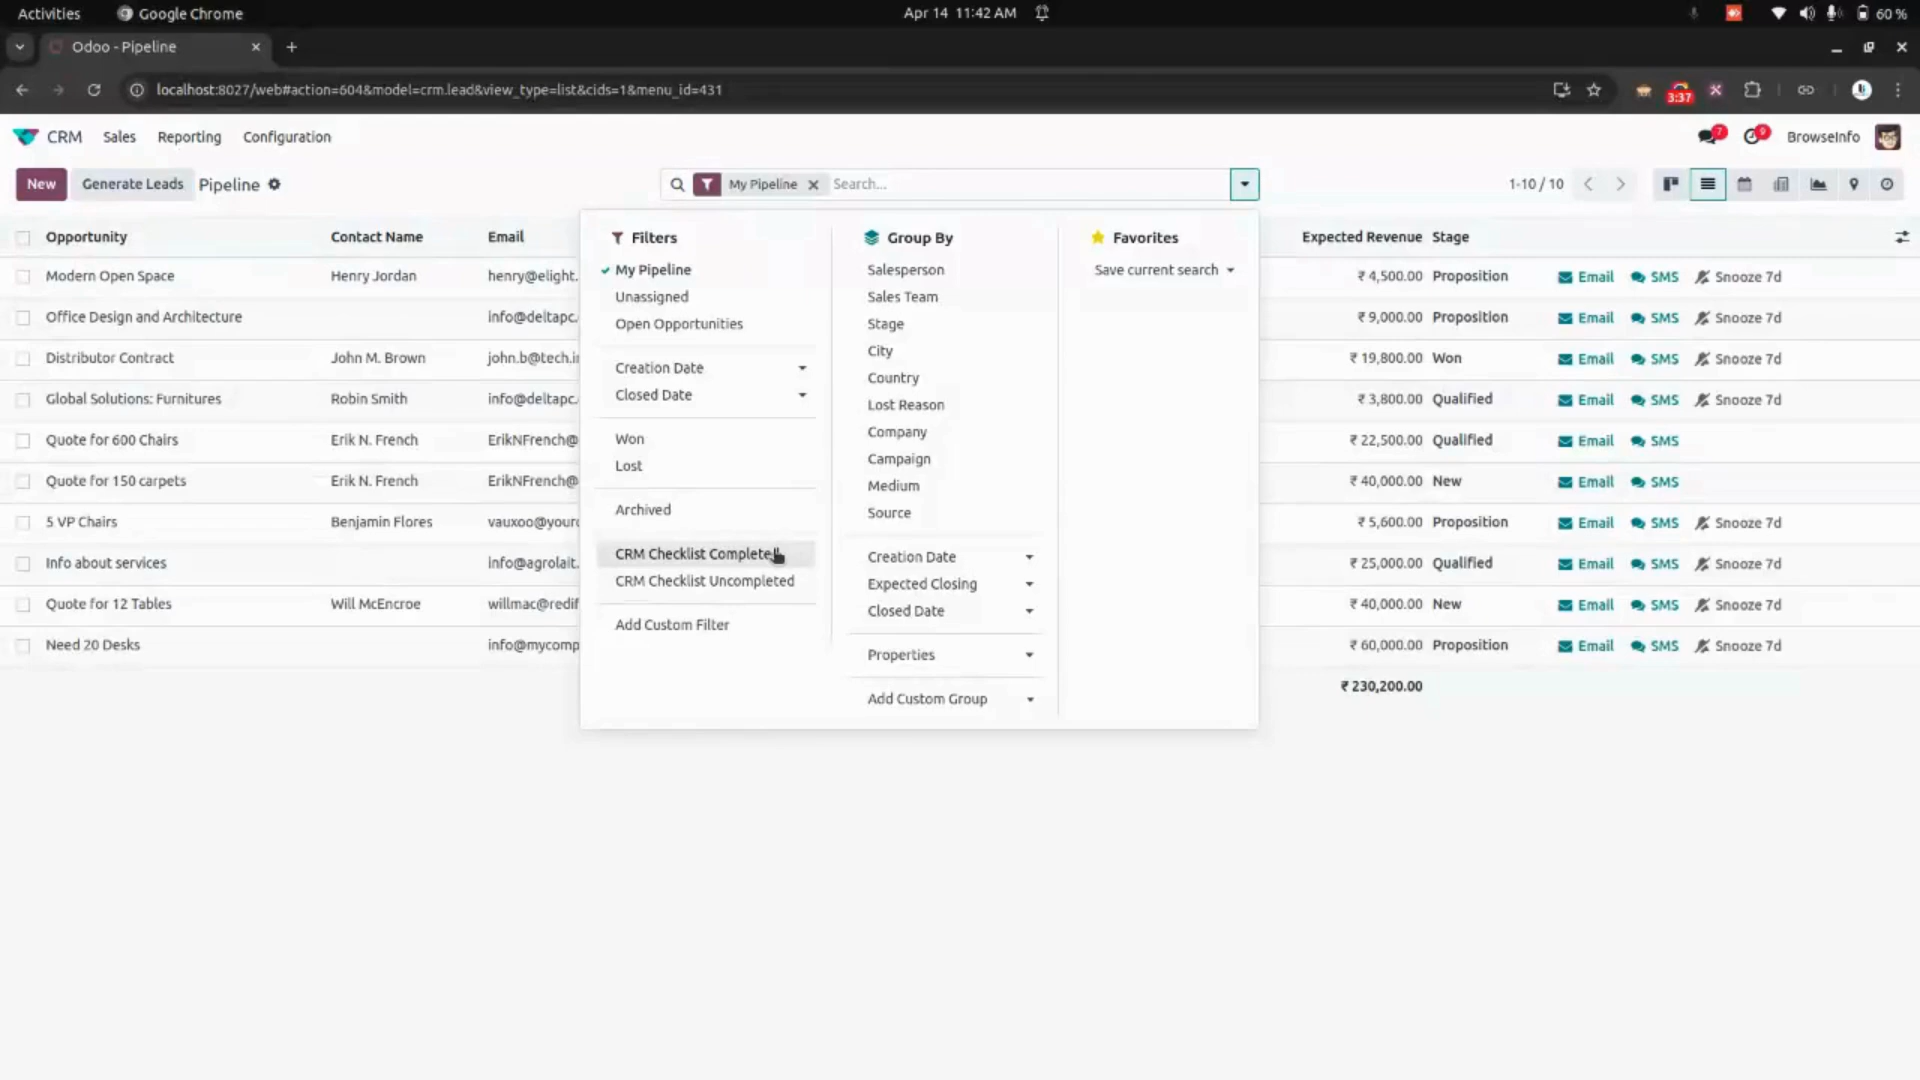 Activities Google Chrome Apr 14 11:42 AM 60 %
Odoo - Pipeline
localhost:8027/web#action=604&model=crm.lead&view_type=list&cids=1&menu_id=431 3:37
CRM Sales Reporting Configuration 7 9 BrowseInfo
New Generate Leads Pipeline My Pipeline Search... 1-10 / 10
Opportunity Contact Name Email Expected Revenue Stage
Modern Open Space Henry Jordan henry@elight. ₹ 4,500.00 Proposition Email SMS Snooze 7d
Office Design and Architecture info@deltapc. ₹ 9,000.00 Proposition Email SMS Snooze 7d
Distributor Contract John M. Brown john.b@tech.in ₹ 19,800.00 Won Email SMS Snooze 7d
Global Solutions: Furnitures Robin Smith info@deltapc. ₹ 3,800.00 Qualified Email SMS Snooze 7d
Quote for 600 Chairs Erik N. French ErikNFrench@ ₹ 22,500.00 Qualified Email SMS
Quote for 150 carpets Erik N. French ErikNFrench@ ₹ 40,000.00 New Email SMS
5 VP Chairs Benjamin Flores vauxoo@your ₹ 5,600.00 Proposition Email SMS Snooze 7d
Info about services info@agrolait. ₹ 25,000.00 Qualified Email SMS Snooze 7d
Quote for 12 Tables Will McEncroe willmac@redif ₹ 40,000.00 New Email SMS Snooze 7d
Need 20 Desks info@mycomp ₹ 60,000.00 Proposition Email SMS Snooze 7d
₹ 230,200.00
Filters
My Pipeline
Unassigned
Open Opportunities
Creation Date
Closed Date
Won
Lost
Archived
CRM Checklist Completed
CRM Checklist Uncompleted
Add Custom Filter
Group By
Salesperson
Sales Team
Stage
City
Country
Lost Reason
Company
Campaign
Medium
Source
Creation Date
Expected Closing
Closed Date
Properties
Add Custom Group
Favorites
Save current search